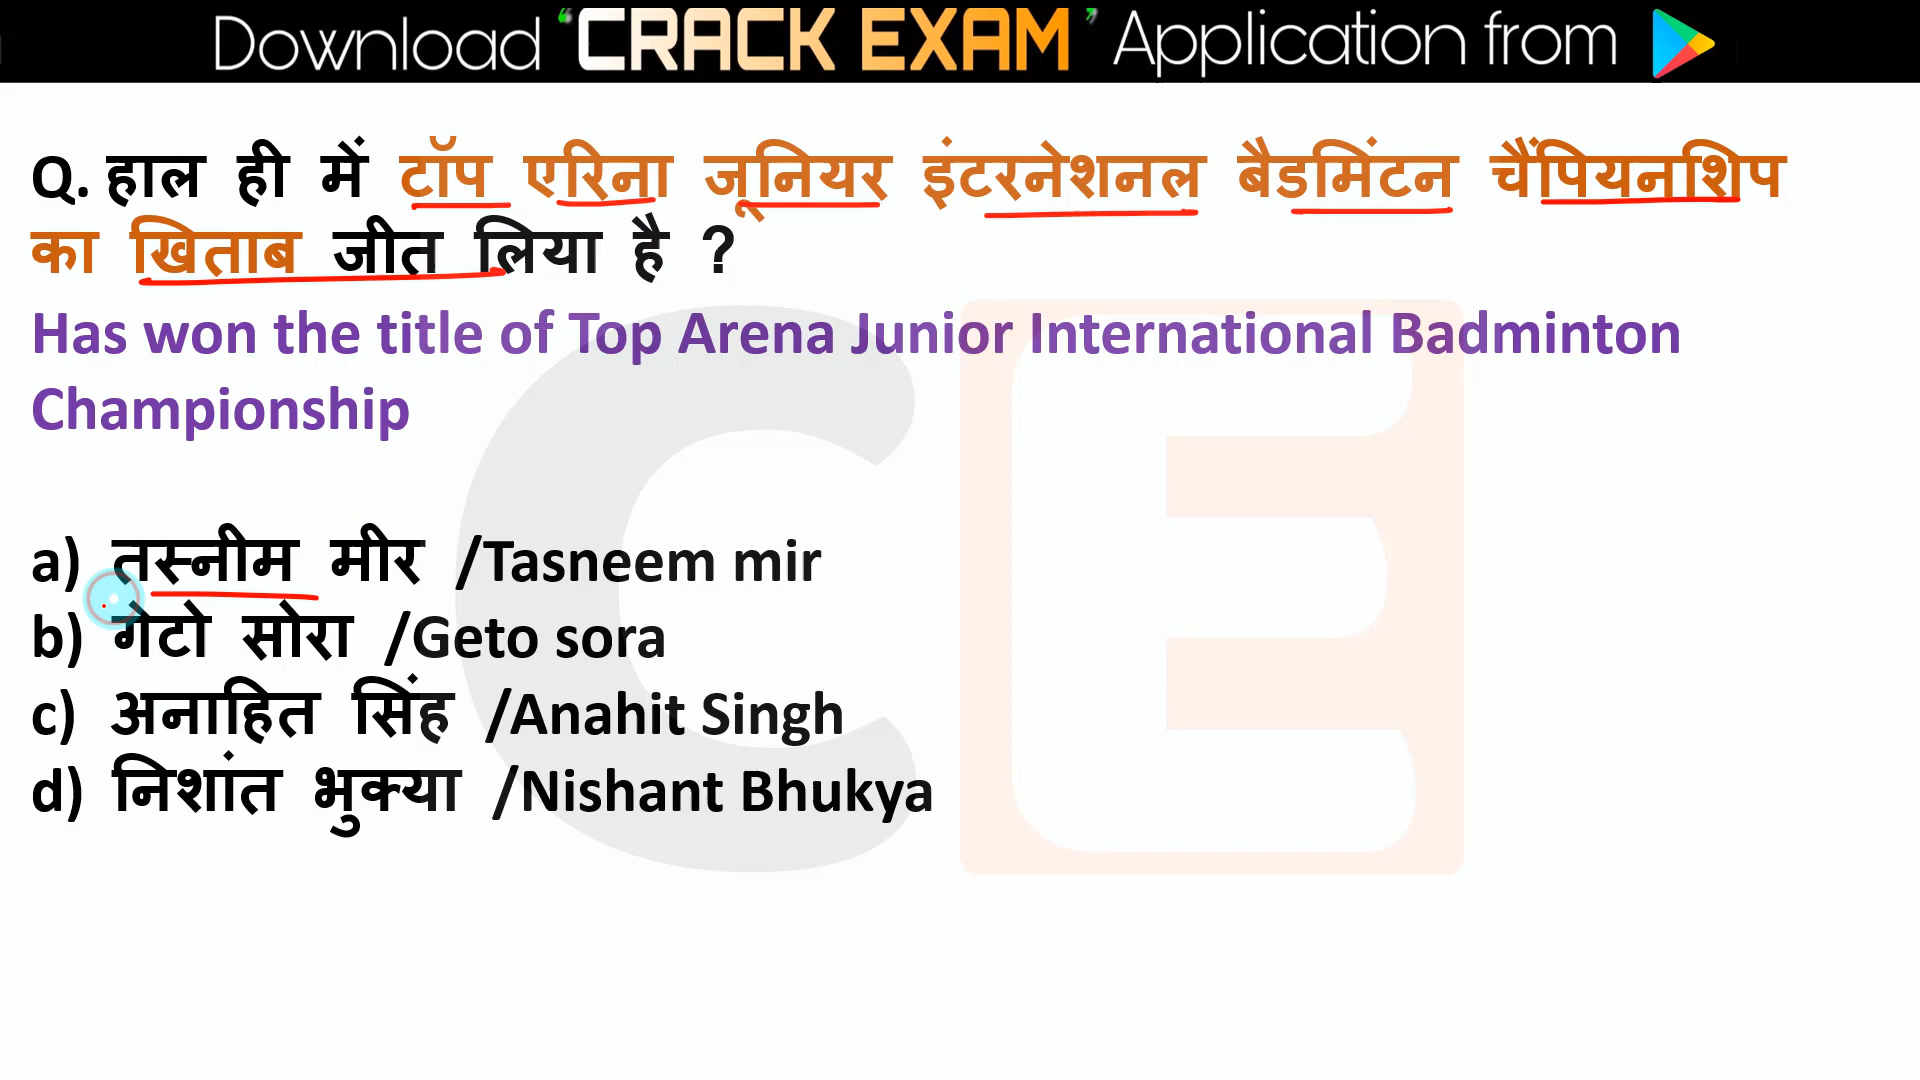 Download ‘CRACK EXAM’ Application from
Q. हाल ही में टॉप एरिना जूनियर इंटरनेशनल बैडमिंटन चैंपियनशिप
का खिताब जीत लिया है ?
Has won the title of Top Arena Junior International Badminton
Championship
a) तस्नीम मीर /Tasneem mir
b) गेटो सोरा /Geto sora
c) अनाहित सिंह /Anahit Singh
d) निशांत भुक्या /Nishant Bhukya
CE